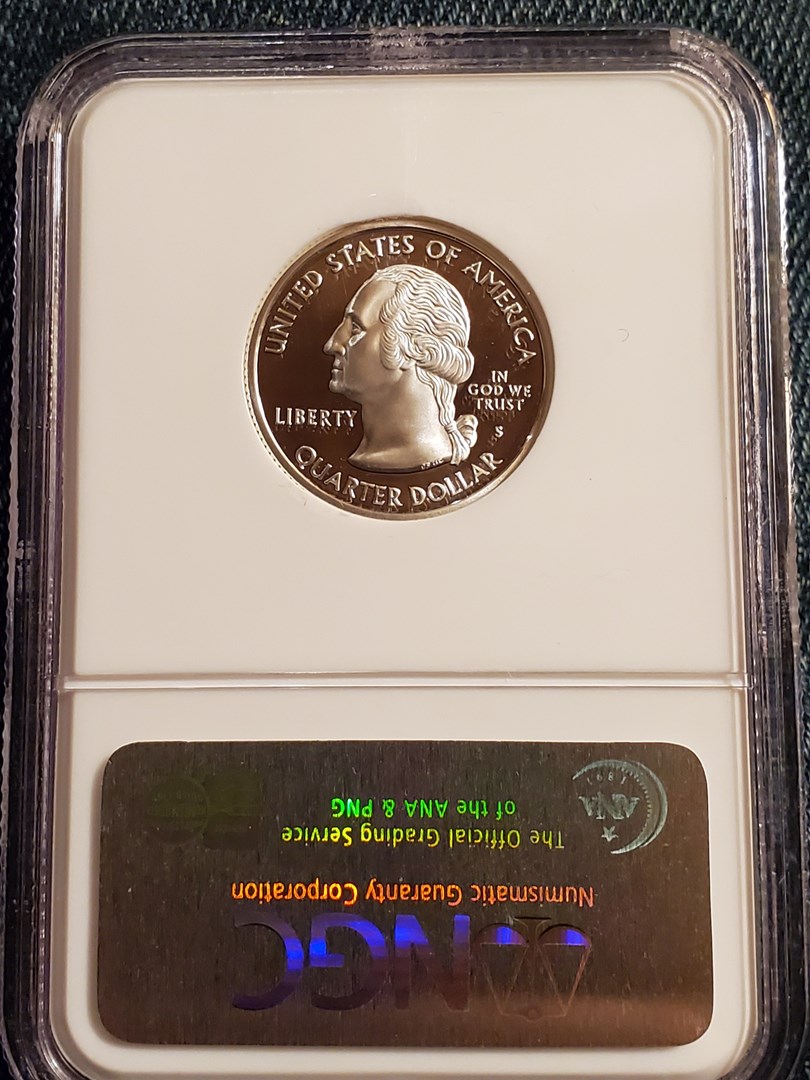 UNITED STATES OF AMERICA
IN
GOD WE
TRUST
LIBERTY
S
QUARTER DOLLAR
NGC
Numismatic Guaranty Corporation
The Official Grading Service
of the ANA & PNG
ANA
1891